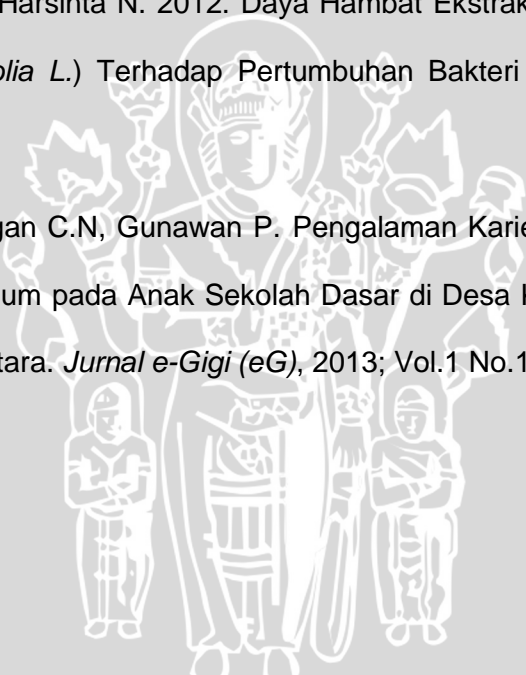 Harsinta N. 2012. Daya Hambat Ekstrak
olia L.) Terhadap Pertumbuhan Bakteri
gan C.N, Gunawan P. Pengalaman Karie
um pada Anak Sekolah Dasar di Desa
tara. Jurnal e-Gigi (eG), 2013; Vol.1 No.1